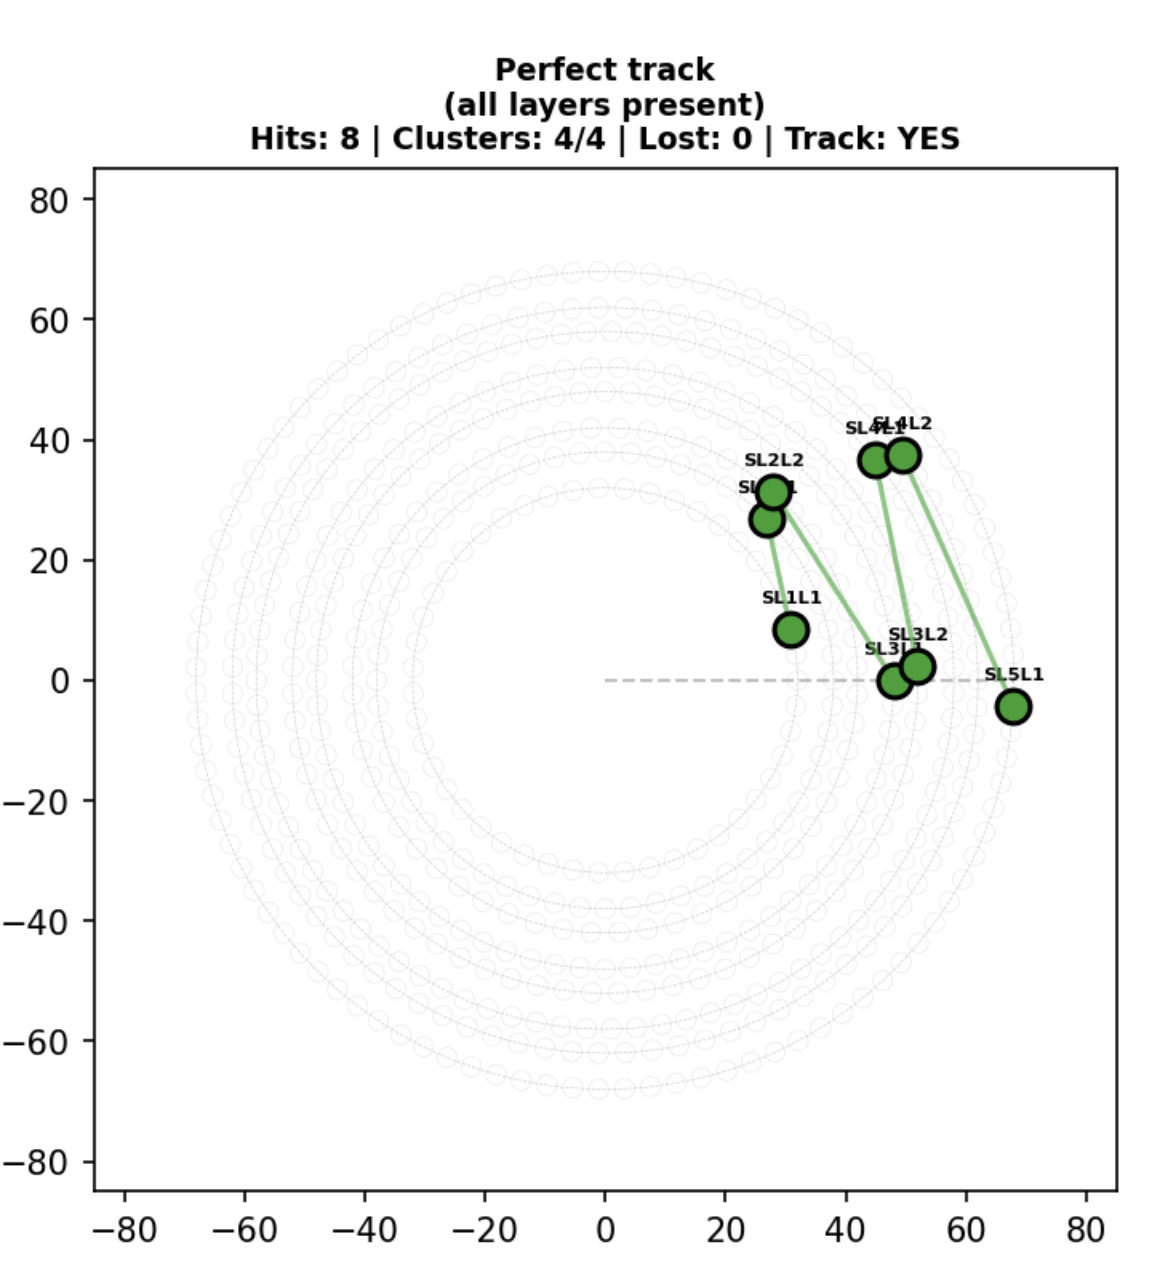 Perfect track
(all layers present)
Hits: 8 | Clusters: 4/4 | Lost: 0 | Track: YES
80
60
40
20
0
−20
−40
−60
−80
SL4L2
SL2L2
SL1L1
SL3L2
SL5L1
−80 −60 −40 −20 0 20 40 60 80